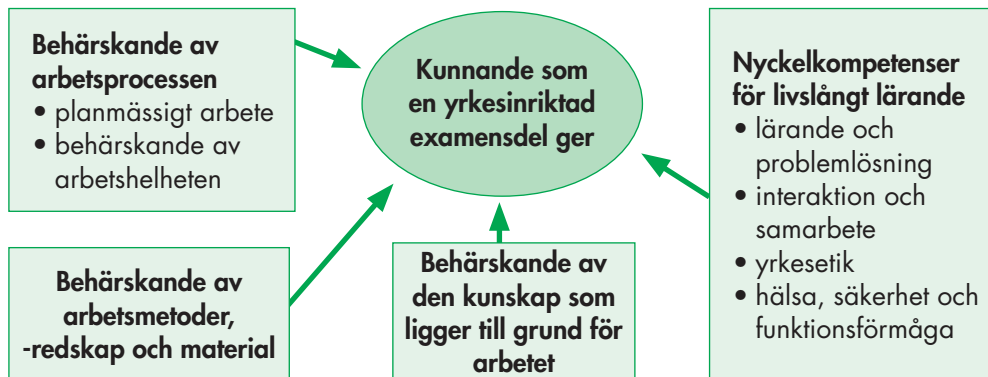 Behärskande av
arbetsprocessen
• planmässigt arbete
• behärskande av
arbetshelheten
Kunnande som
en yrkesinriktad
examensdel ger
Nyckelkompetenser
för livslångt lärande
• lärande och
problemlösning
• interaktion och
samarbete
• yrkesetik
• hälsa, säkerhet och
funktionsförmåga
Behärskande av
arbetsmetoder,
-redskap och material
Behärskande av
den kunskap som
ligger till grund för
arbetet